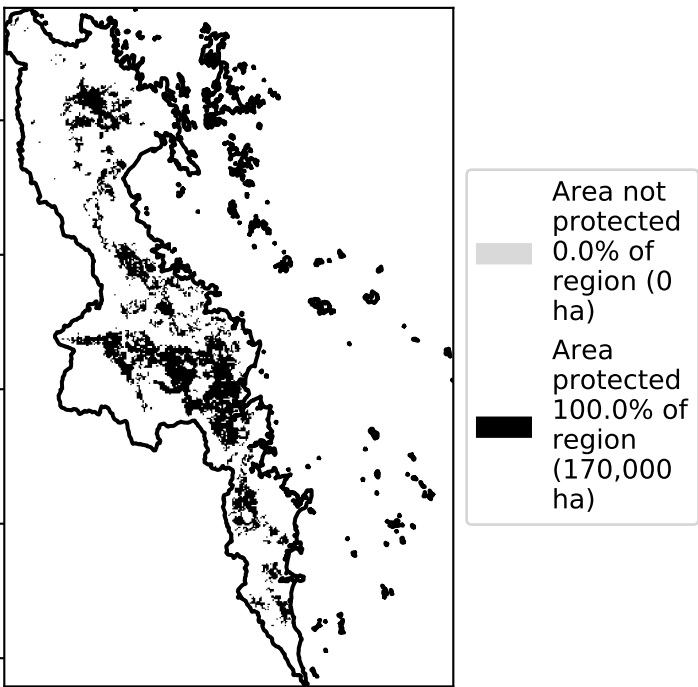 Area not
protected
0.0% of
region (0
ha)
Area
protected
100.0% of
region
(170,000
ha)